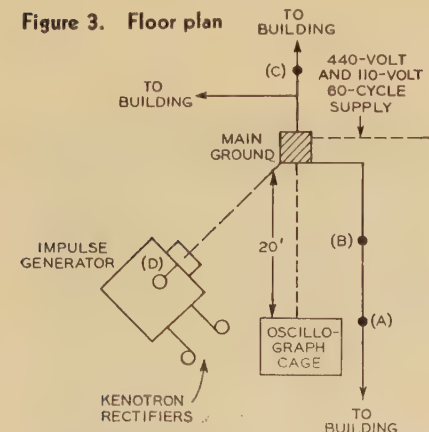 Figure 3. Floor plan
TO
BUILDING
(C)
440-VOLT
AND 110-VOLT
60-CYCLE
SUPPLY
TO
BUILDING
MAIN
GROUND
IMPULSE
GENERATOR
(D)
20'
(B)
(A)
OSCILLO-
GRAPH
CAGE
KENOTRON
RECTIFIERS
TO
BUILDING